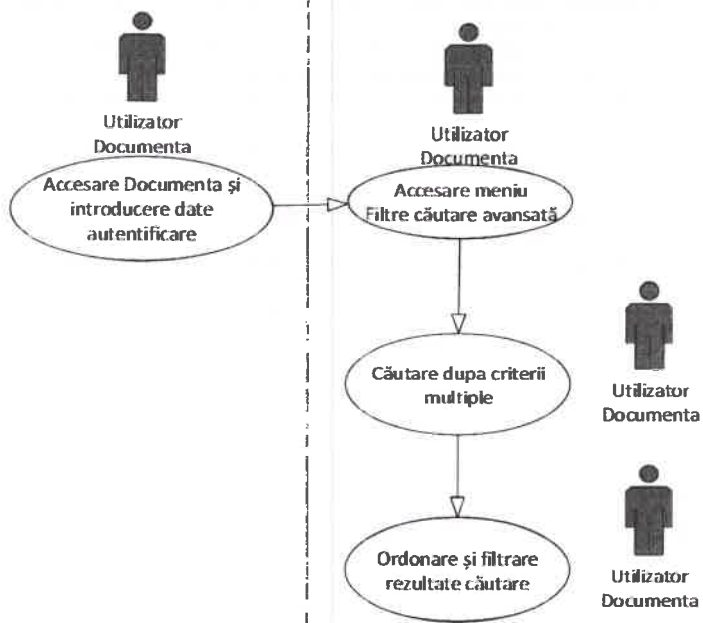 Utilizator
Documenta
Accesare Documenta și
introducere date
autentificare
Utilizator
Documenta
Accesare meniu
Filtre căutare avansată
Căutare dupa criterii
multiple
Utilizator
Documenta
Ordonare și filtrare
rezultate căutare
Utilizator
Documenta